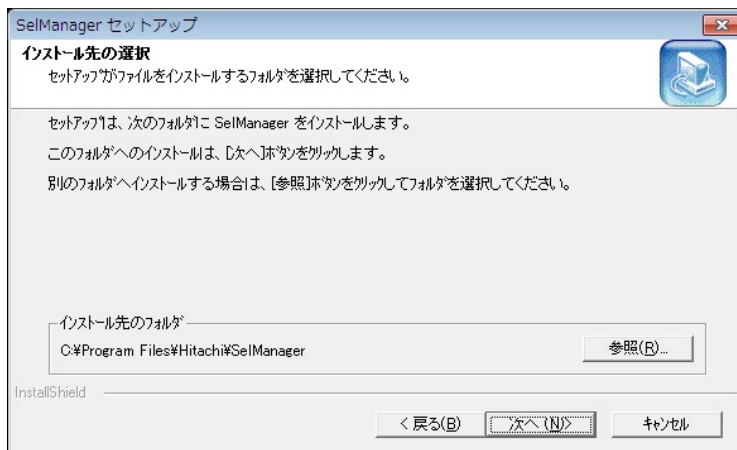 SelManager セットアップ
インストール先の選択
セットアップがファイルをインストールするフォルダを選択してください。
セットアップは、次のフォルダに SelManager をインストールします。
このフォルダへのインストールは、[次へ]ボタンをクリックします。
別のフォルダへインストールする場合は、[参照]ボタンをクリックしてフォルダを選択してください。
インストール先のフォルダ
C:¥Program Files¥Hitachi¥SelManager
参照(R)...
InstallShield
< 戻る(B)
次へ (N)>
キャンセル